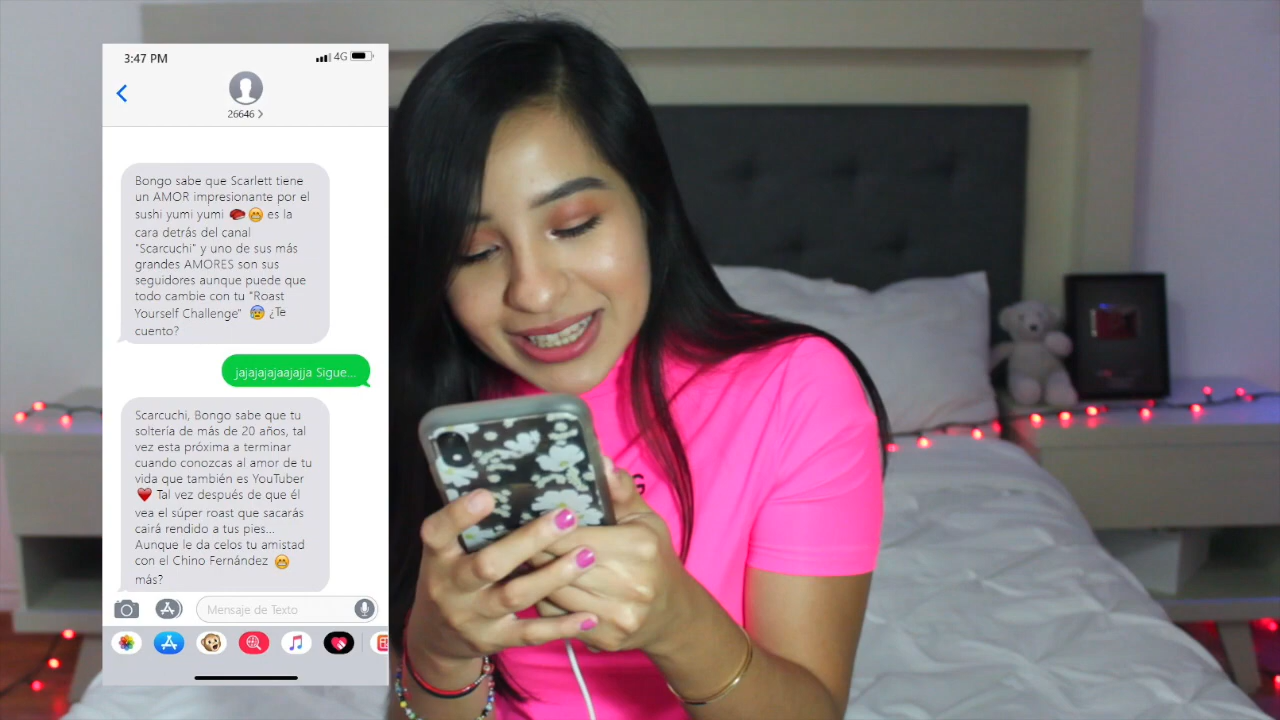 3:47 PM
4G
26646 >
Bongo sabe que Scarlett tiene
un AMOR impresionante por el
sushi yumi yumi 🍣😁 es la
cara detrás del canal
"Scarcuchi" y uno de sus más
grandes AMORES son sus
seguidores aunque puede que
todo cambie con tu "Roast
Yourself Challenge" 😰 ¿Te
cuento?
jajajajajaajajja Sigue...
Scarcuchi, Bongo sabe que tu
soltería de más de 20 años, tal
vez esta próxima a terminar
cuando conozcas al amor de tu
vida que también es YouTuber
❤️ Tal vez después de que él
vea el súper roast que sacarás
cairá rendido a tus pies...
Aunque le da celos tu amistad
con el Chino Fernández 😁
más?
Mensaje de Texto
G